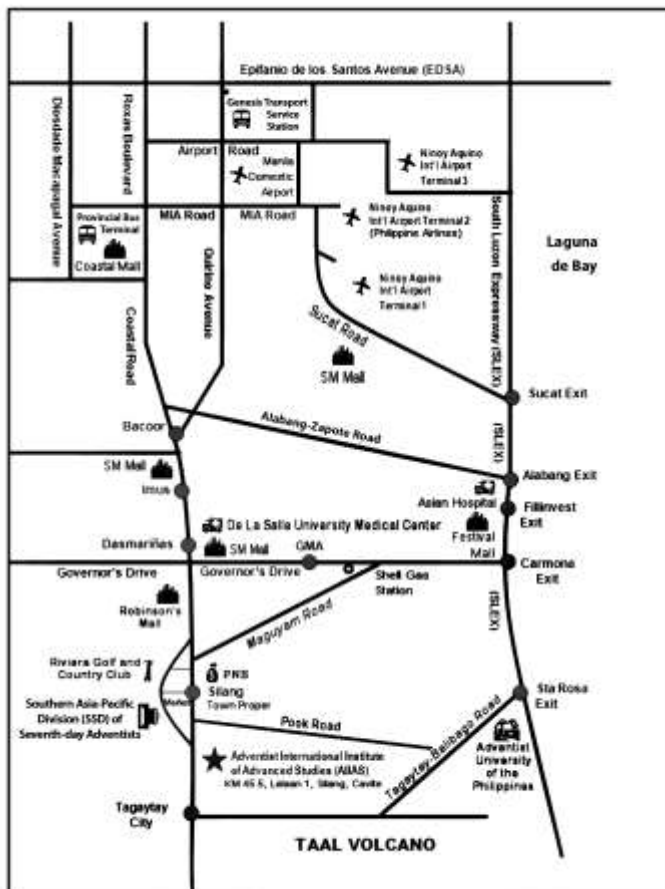 Epifanio de los Santos Avenue (EDSA)
Diosdado Macapagal Avenue
Roxas Boulevard
Genesis Transport
Service
Station
Airport Road
Manila
Domestic
Airport
Ninoy Aquino
Int'l Airport
Terminal 3
MIA Road
MIA Road
Ninoy Aquino
Int'l Airport Terminal 2
(Philippine Airlines)
Provincial Bus
Terminal
Coastal Mall
Quirino Avenue
South Luzon Expressway (SLEX)
Laguna
de Bay
Ninoy Aquino
Int'l Airport
Terminal 1
Coastal Road
Sucat Road
SM Mall
Sucat Exit
Bacoor
Alabang-Zapote Road
(SLEX)
SM Mall
Imus
Alabang Exit
Asian Hospital
Fillinvest
Exit
Festival
Mall
De La Salle University Medical Center
Dasmariñas
SM Mall
GMA
Carmona
Exit
Governor's Drive
Governor's Drive
Shell Gas
Station
Robinson's
Mall
Maguyam Road
(SLEX)
Riviera Golf and
Country Club
PNB
Silang
Town Proper
Southern Asia-Pacific
Division (SSD) of
Seventh-day Adventists
Sta Rosa
Exit
Pook Road
Tagaytay-Balibago Road
Adventist
University
of the
Philippines
Adventist International Institute
of Advanced Studies (AIIAS)
KM 45.5, Lalaan 1, Silang, Cavite
Tagaytay
City
TAAL VOLCANO